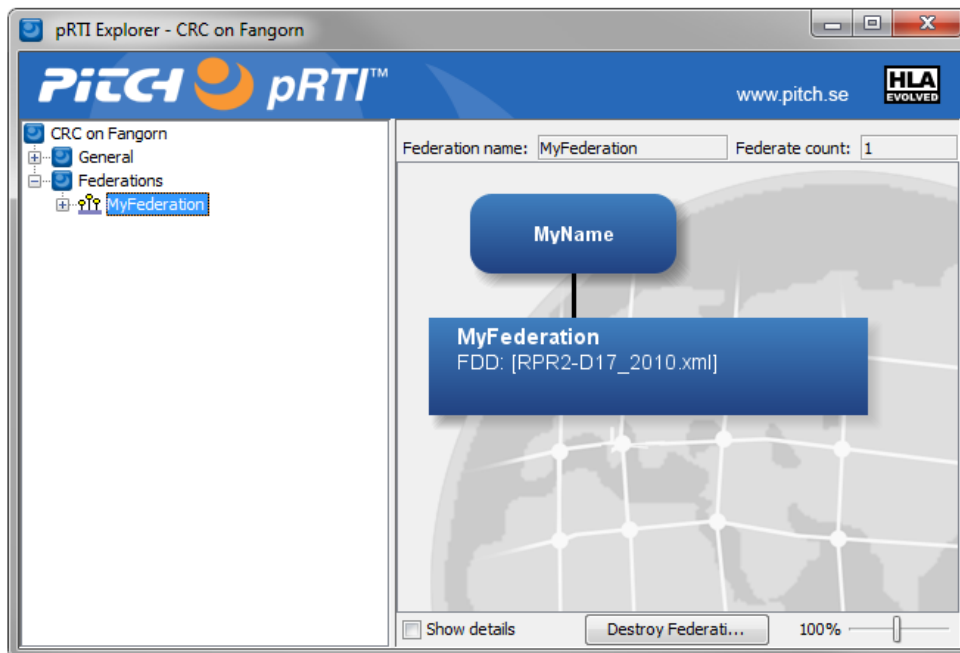 pRTI Explorer - CRC on Fangorn
PITCH pRTI™
www.pitch.se
HLA
EVOLVED
CRC on Fangorn
General
Federations
MyFederation
Federation name: MyFederation Federate count: 1
MyName
MyFederation
FDD: [RPR2-D17_2010.xml]
Show details
Destroy Federati...
100%